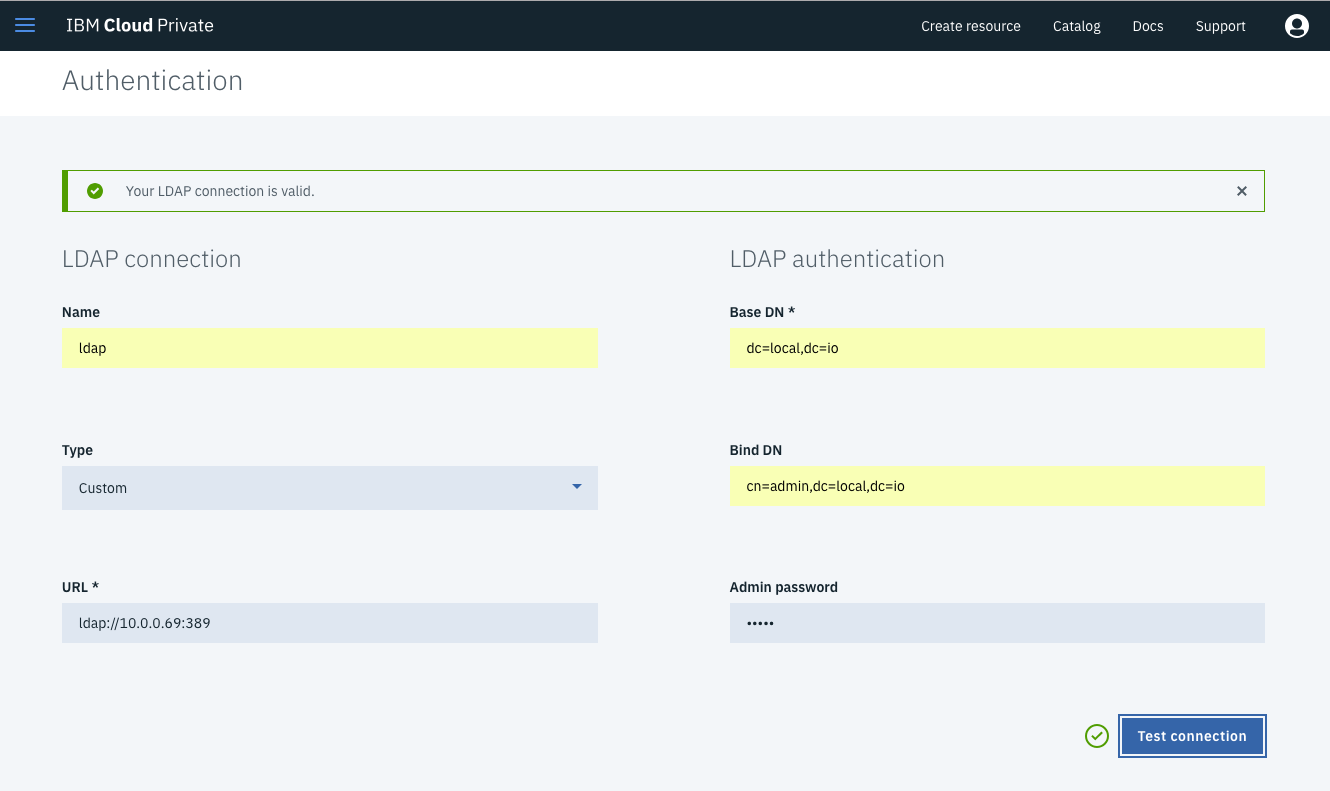 IBM Cloud Private
Create resource
Catalog
Docs
Support
Authentication
Your LDAP connection is valid.
LDAP connection
Name
ldap
Type
Custom
URL *
ldap://10.0.0.69:389
LDAP authentication
Base DN *
dc=local,dc=io
Bind DN
cn=admin,dc=local,dc=io
Admin password
•••••
Test connection